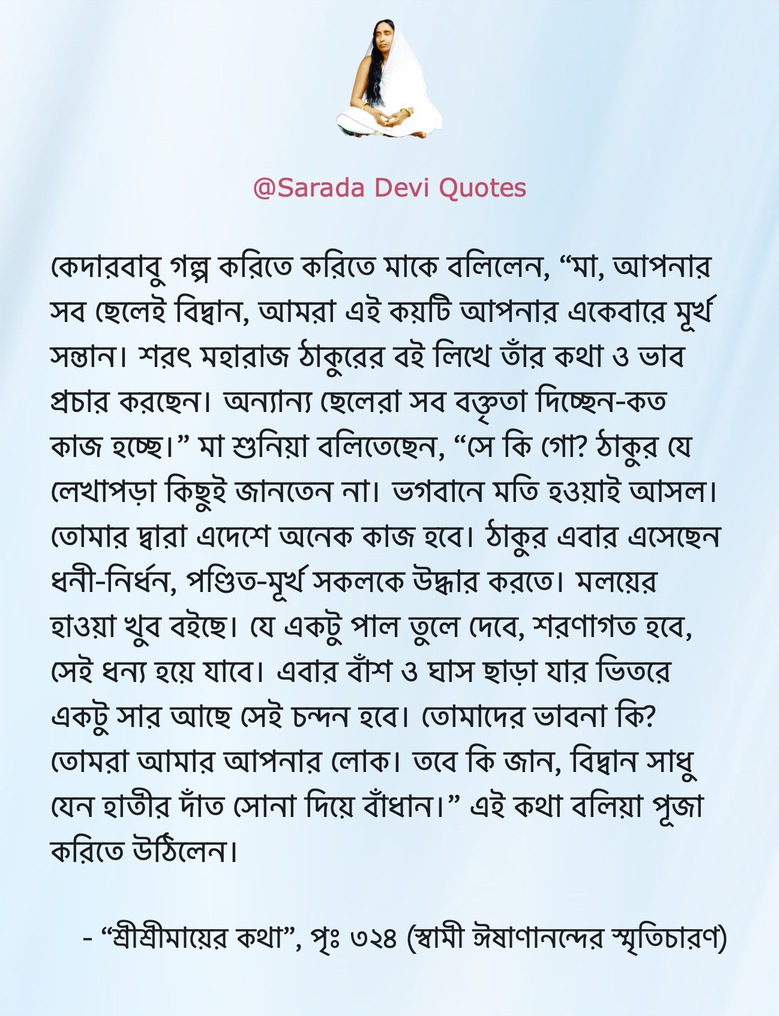 @Sarada Devi Quotes
কেদারবাবু গল্প করিতে করিতে মাকে বলিলেন, “মা, আপনার
সব ছেলেই বিদ্বান, আমরা এই কয়টি আপনার একেবারে মূর্খ
সন্তান। শরৎ মহারাজ ঠাকুরের বই লিখে তাঁর কথা ও ভাব
প্রচার করছেন। অন্যান্য ছেলেরা সব বক্তৃতা দিচ্ছেন-কত
কাজ হচ্ছে।” মা শুনিয়া বলিতেছেন, “সে কি গো? ঠাকুর যে
লেখাপড়া কিছুই জানতেন না। ভগবানে মতি হওয়াই আসল।
তোমার দ্বারা এদেশে অনেক কাজ হবে। ঠাকুর এবার এসেছেন
ধনী-নির্ধন, পণ্ডিত-মূর্খ সকলকে উদ্ধার করতে। মলয়ের
হাওয়া খুব বইছে। যে একটু পাল তুলে দেবে, শরণাগত হবে,
সেই ধন্য হয়ে যাবে। এবার বাঁশ ও ঘাস ছাড়া যার ভিতরে
একটু সার আছে সেই চন্দন হবে। তোমাদের ভাবনা কি?
তোমরা আমার আপনার লোক। তবে কি জান, বিদ্বান সাধু
যেন হাতীর দাঁত সোনা দিয়ে বাঁধান।” এই কথা বলিয়া পূজা
করিতে উঠিলেন।
- “শ্রীশ্রীমায়ের কথা”, পৃঃ ৩২৪ (স্বামী ঈষাণানন্দের স্মৃতিচারণ)